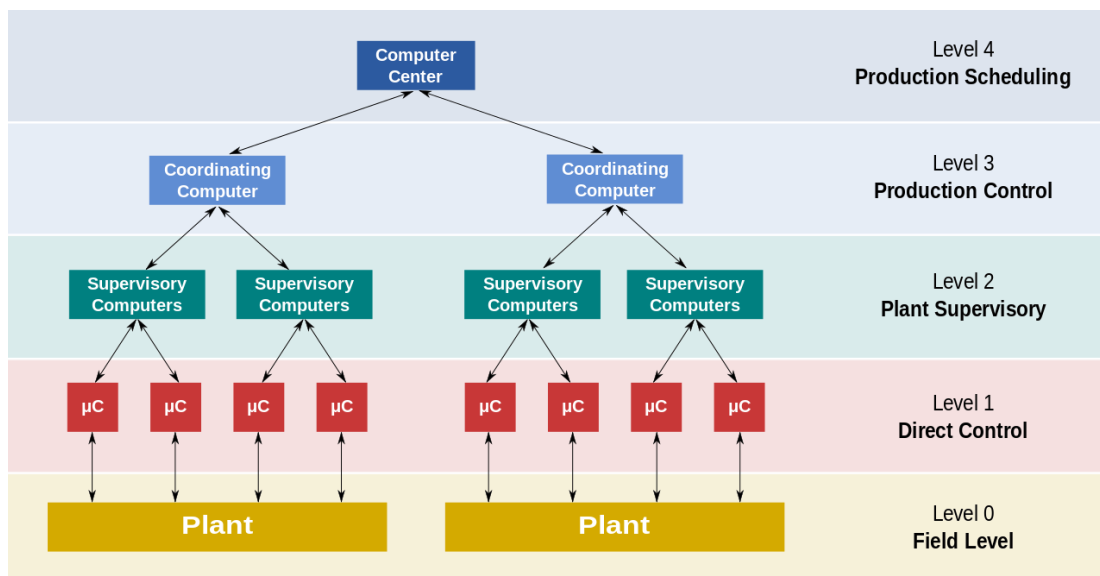 Computer
Center
Level 4
Production Scheduling
Coordinating
Computer
Coordinating
Computer
Level 3
Production Control
Supervisory
Computers
Supervisory
Computers
Supervisory
Computers
Supervisory
Computers
Level 2
Plant Supervisory
µC
µC
µC
µC
µC
µC
µC
µC
Level 1
Direct Control
Plant
Plant
Level 0
Field Level